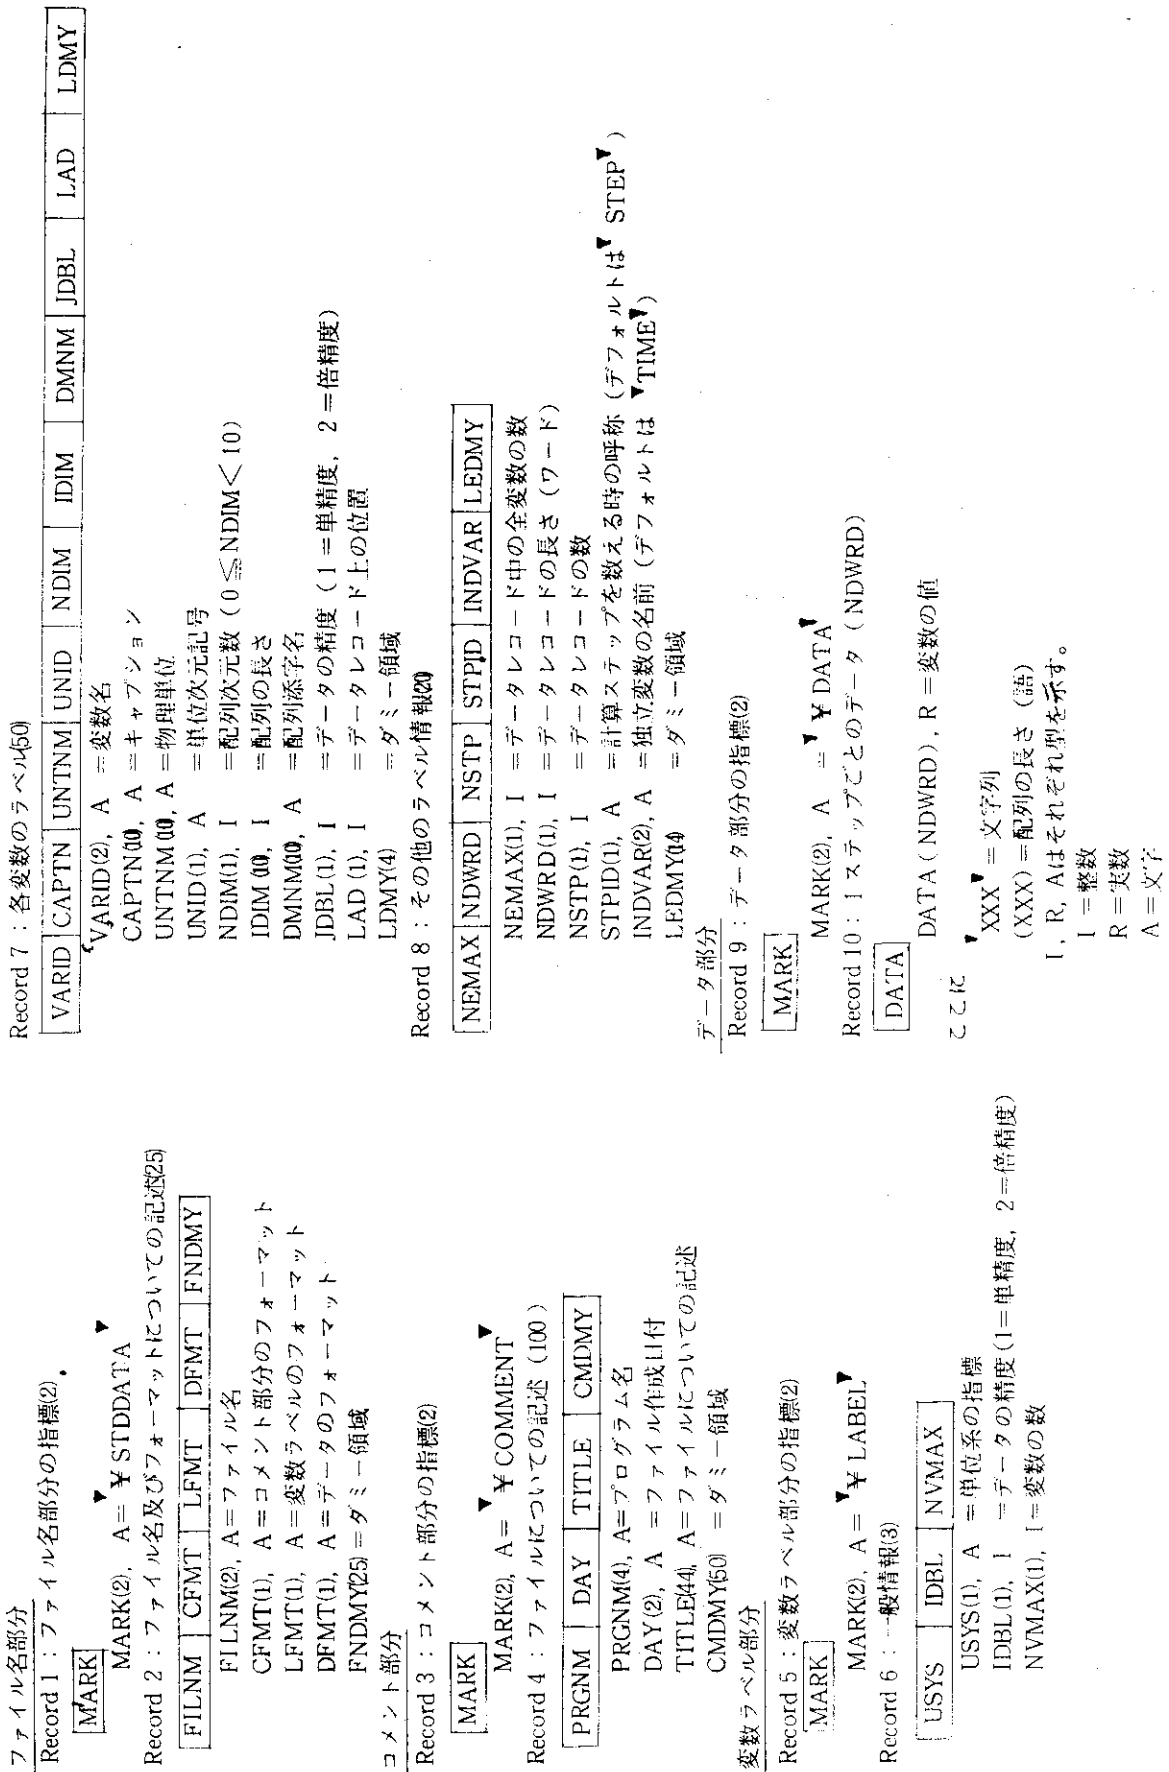 ファイル名部分
Record 1 : ファイル名部分の指標(2)
MARK
MARK(2), A=▼¥STDDATA▼
Record 2 : ファイル名及びフォーマットについての記述(25)
FILNM | CFMT | LFMT | DFMT | FNDMY
FILNM(2), A=ファイル名
CFMT(1), A=コメント部分のフォーマット
LFMT(1), A=変数ラベルのフォーマット
DFMT(1), A=データのフォーマット
FNDMY(25)=ダミー領域
コメント部分
Record 3 : コメント部分の指標(2)
MARK
MARK(2), A=▼¥COMMENT▼
Record 4 : ファイルについての記述 (100)
PRGNM | DAY | TITLE | CMDMY
PRGNM(4), A=プログラム名
DAY(2), A =ファイル作成日付
TITLE(44), A=ファイルについての記述
CMDMY(50) =ダミー領域
変数ラベル部分
Record 5 : 変数ラベル部分の指標(2)
MARK
MARK(2), A =▼¥LABEL▼
Record 6 : 一般情報(3)
USYS | IDBL | NVMAX
USYS(1), A =単位系の指標
IDBL(1), I =データの精度(1=単精度, 2=倍精度)
NVMAX(1), I=変数の数
Record 7 : 各変数のラベル(50)
VARID | CAPTN | UNTNM | UNID | NDIM | IDIM | DMNM | JDBL | LAD | LDMY
VARID(2), A =変数名
CAPTN(10), A =キャプション
UNTNM(10), A =物理単位
UNID(1), A =単位次元記号
NDIM(1), I =配列次元数 (0≦NDIM<10)
IDIM(10), I =配列の長さ
DMNM(10), A =配列添字名
JDBL(1), I =データの精度 (1=単精度, 2=倍精度)
LAD (1), I =データレコード上の位置
LDMY(4) =ダミー領域
Record 8 : その他のラベル情報(20)
NEMAX | NDWRD | NSTP | STPID | INDVAR | LEDMY
NEMAX(1), I =データレコード中の全変数の数
NDWRD(1), I =データレコードの長さ (ワード)
NSTP(1), I =データレコードの数
STPID(1), A =計算ステップを数える時の呼称 (デフォルトは▼STEP▼)
INDVAR(2), A =独立変数の名前 (デフォルトは ▼TIME▼)
LEDMY(14) =ダミー領域
データ部分
Record 9 : データ部分の指標(2)
MARK
MARK(2), A =▼¥DATA▼
Record 10 : 1ステップごとのデータ (NDWRD)
DATA
DATA (NDWRD), R =変数の値
ここに
▼XXX▼=文字列
(XXX)=配列の長さ (語)
I, R, Aはそれぞれ型を示す。
I =整数
R =実数
A =文字